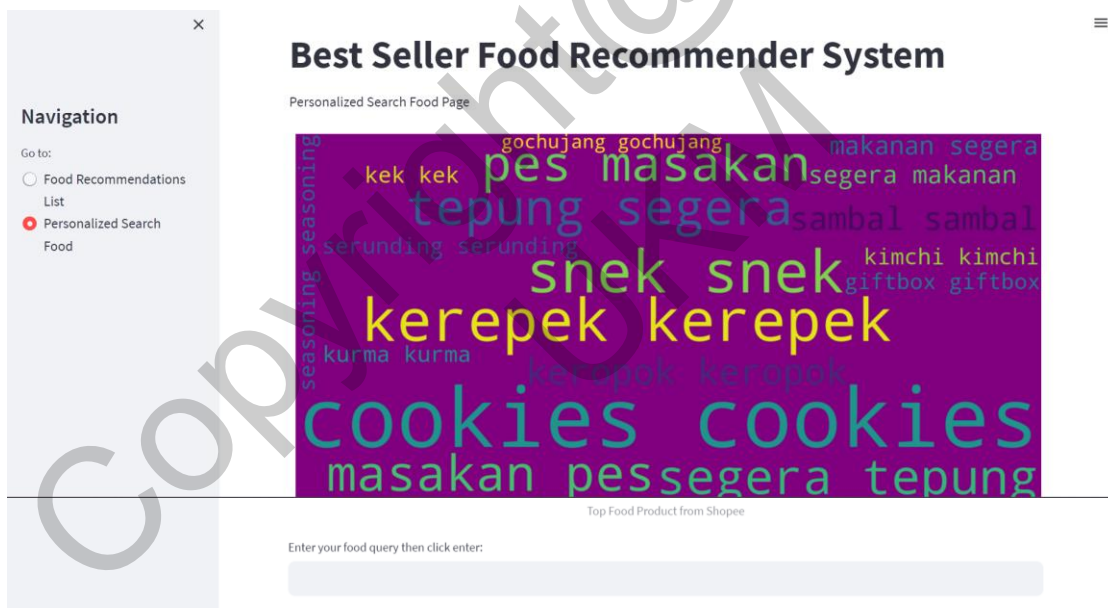 ×
≡
Best Seller Food Recommender System
Personalized Search Food Page
Navigation
Go to:
Food Recommendations
List
Personalized Search
Food
seasoning seasoning
gochujang gochujang
makanan segera
kek kek
pes masakan
segera makanan
tepung segera
sambal sambal
serunding serunding
snek snek
kimchi kimchi
giftbox giftbox
kerepek kerepek
kurma kurma
keropok keropok
cookies cookies
masakan pes
segera tepung
Top Food Product from Shopee
Enter your food query then click enter:
Copyright@
UKM